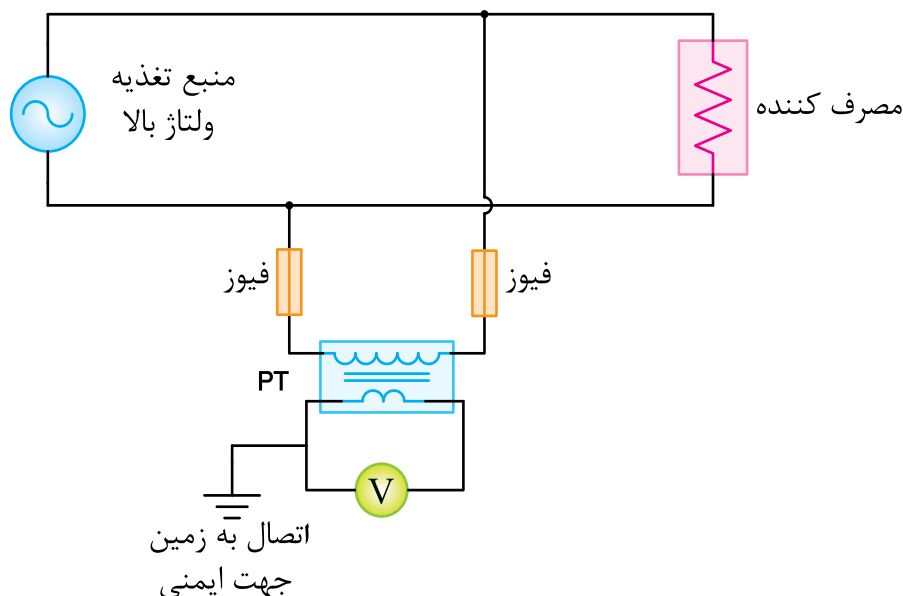 منبع تغذیه
ولتاژ بالا
مصرف کننده
فیوز
فیوز
PT
V
اتصال به زمین
جهت ایمنی